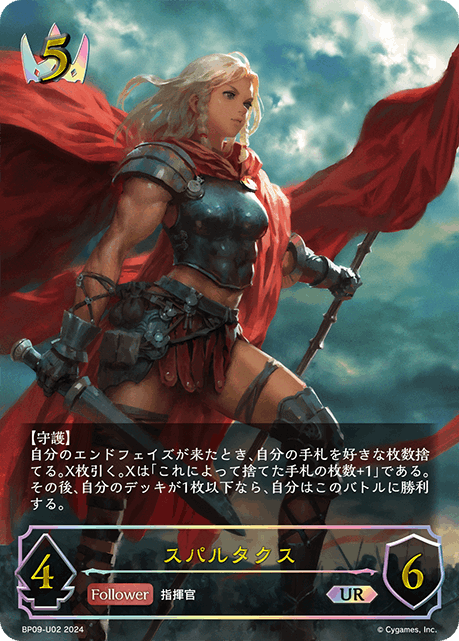 5
【守護】
自分のエンドフェイズが来たとき、自分の手札を好きな枚数捨
てる。X枚引く。Xは「これによって捨てた手札の枚数+1」である。
その後、自分のデッキが1枚以下なら、自分はこのバトルに勝利
する。
スパルタクス
4
6
Follower 指揮官
UR
BP09-U02 2024
© Cygames, Inc.